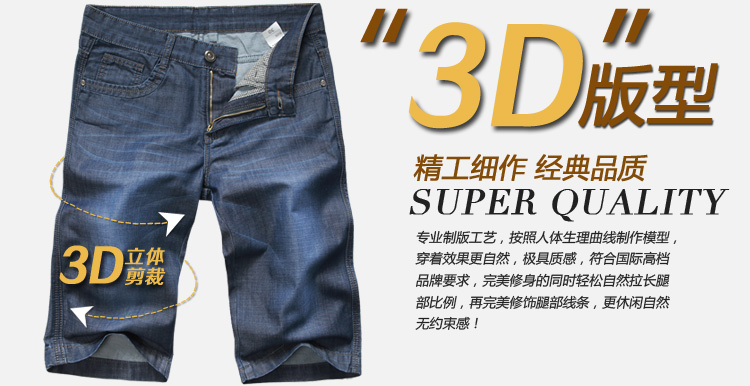 “3D”版型
精工细作 经典品质
SUPER QUALITY
专业制版工艺，按照人体生理曲线制作模型，
穿着效果更自然，极具质感，符合国际高档
品牌要求，完美修身的同时轻松自然拉长腿
部比例，再完美修饰腿部线条，更休闲自然
无约束感！
3D立体
剪裁